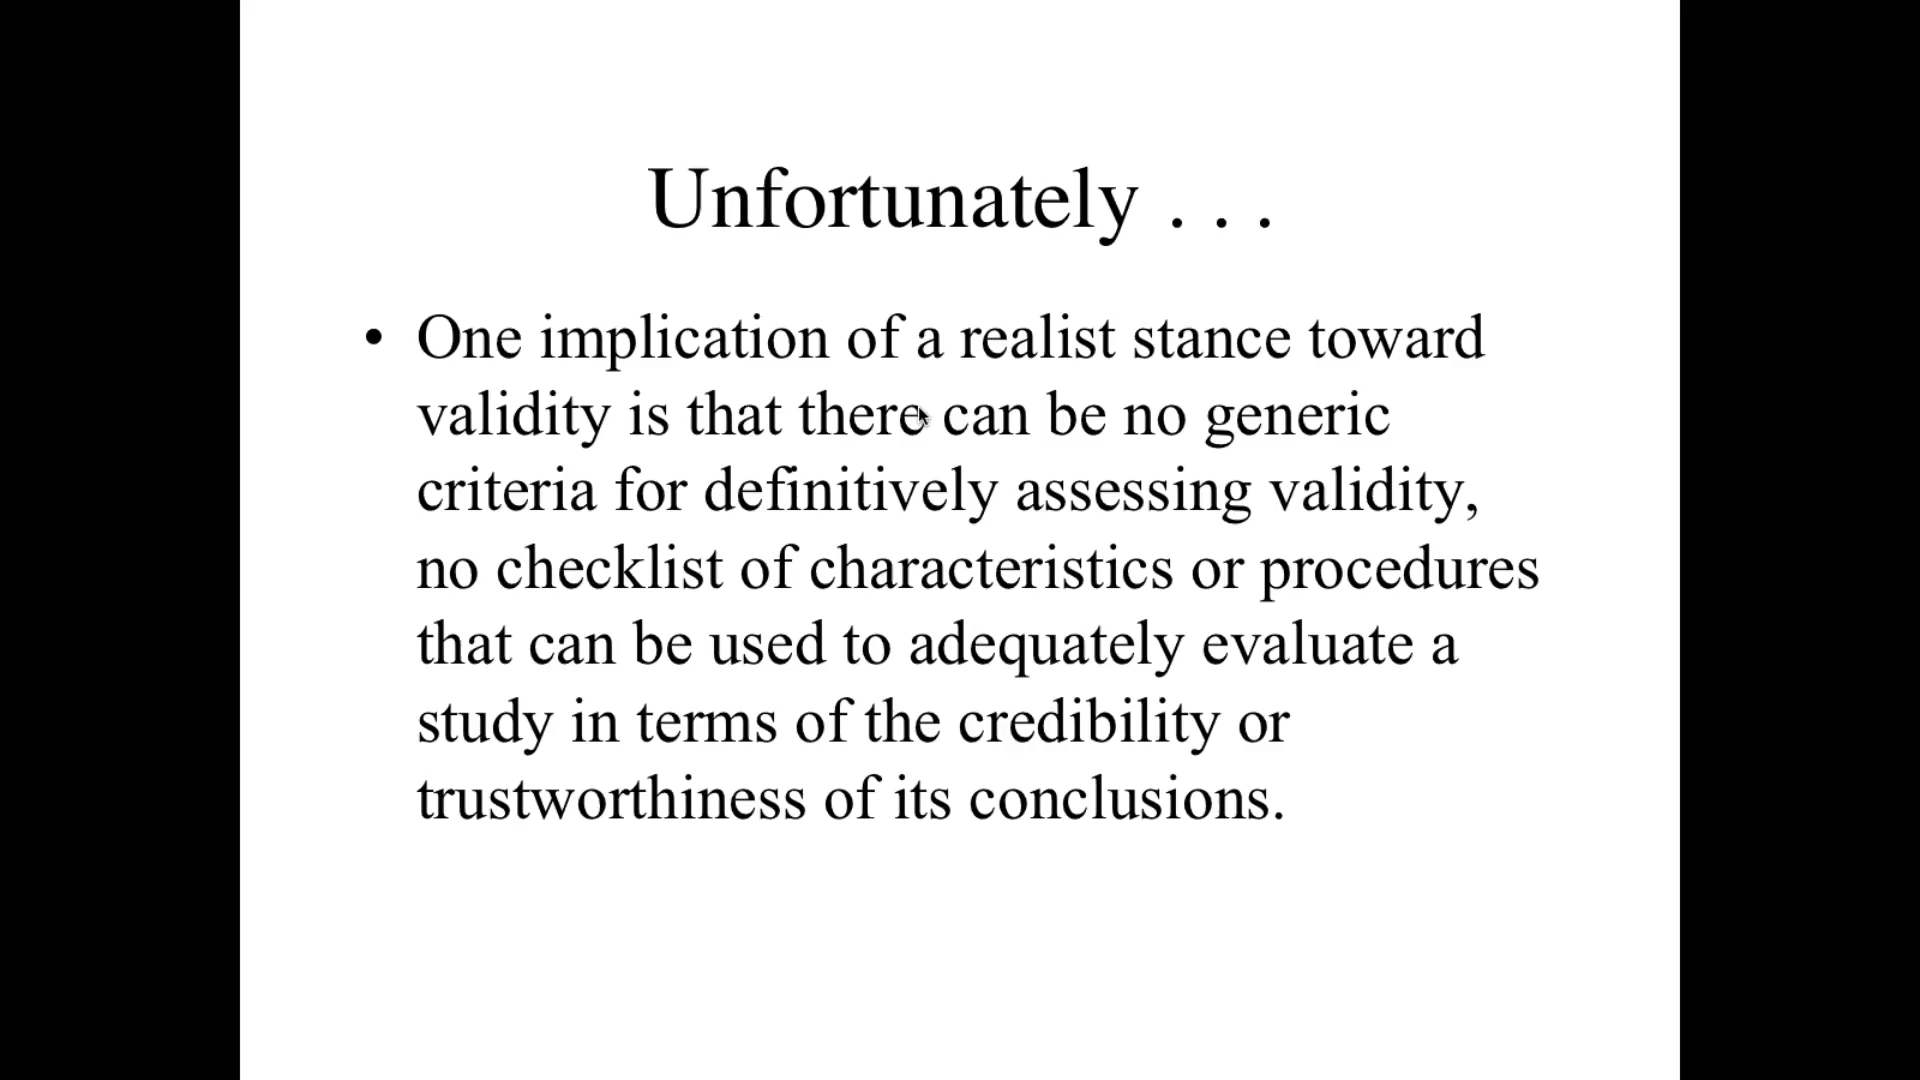 Unfortunately . . .
• One implication of a realist stance toward
validity is that there can be no generic
criteria for definitively assessing validity,
no checklist of characteristics or procedures
that can be used to adequately evaluate a
study in terms of the credibility or
trustworthiness of its conclusions.